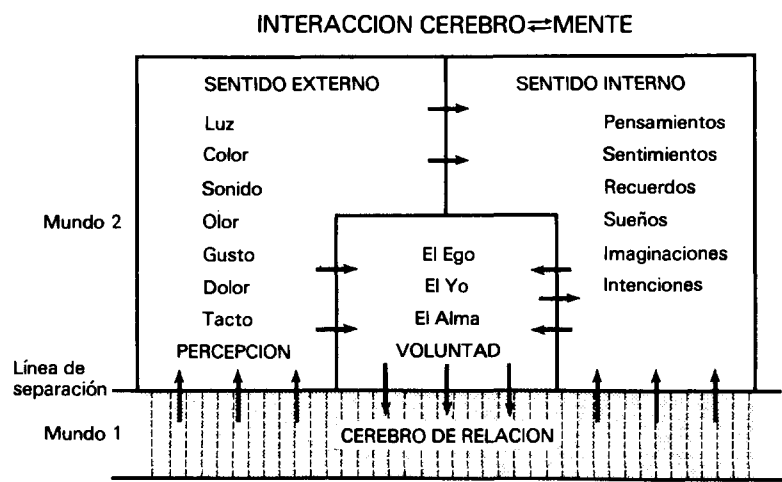 INTERACCION CEREBRO⇌MENTE
SENTIDO EXTERNO
Luz
Color
Sonido
Olor
Gusto
Dolor
Tacto
PERCEPCION
SENTIDO INTERNO
Pensamientos
Sentimientos
Recuerdos
Sueños
Imaginaciones
Intenciones
El Ego
El Yo
El Alma
VOLUNTAD
Mundo 2
Línea de
separación
Mundo 1
CEREBRO DE RELACION